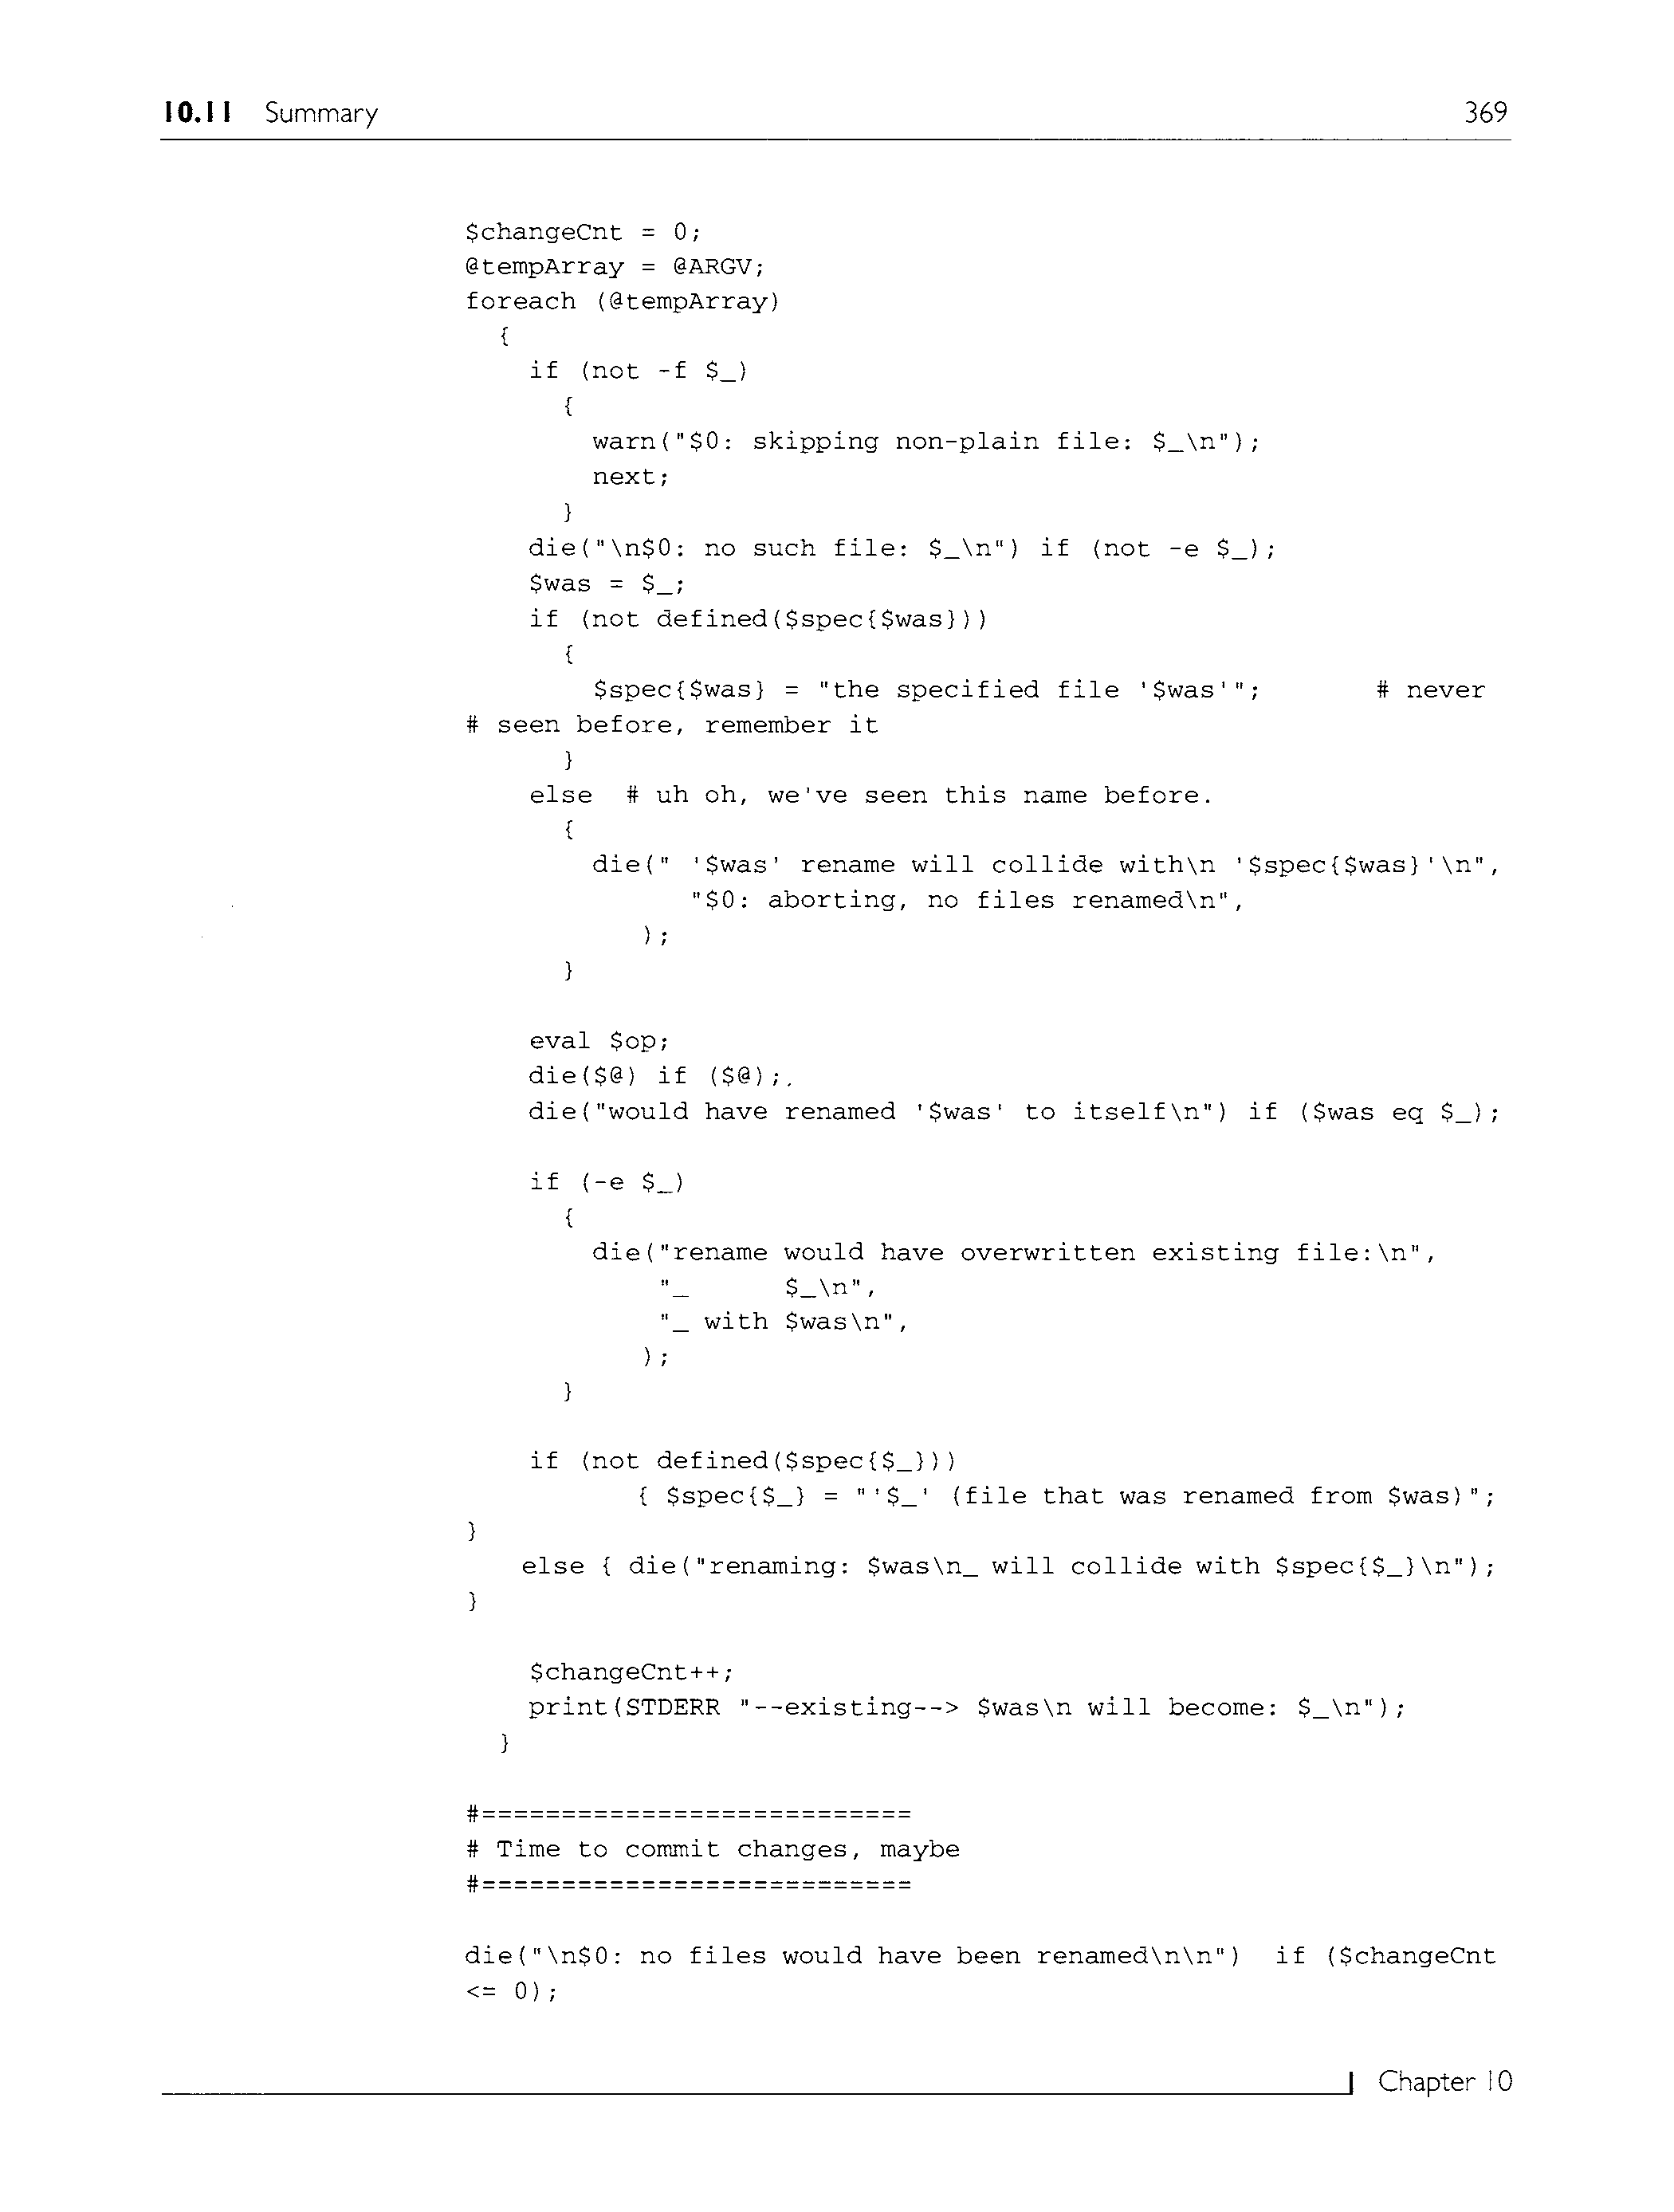 10.11 Summary 369
$changeCnt = 0;
@tempArray = @ARGV;
foreach (@tempArray)
{
if (not -f $_)
{
warn("$0: skipping non-plain file: $_\n");
next;
}
die("\n$0: no such file: $_\n") if (not -e $_);
$was = $_;
if (not defined($spec{$was}))
{
$spec{$was} = "the specified file '$was'"; # never
# seen before, remember it
}
else # uh oh, we've seen this name before.
{
die(" '$was' rename will collide with\n '$spec{$was}'\n",
"$0: aborting, no files renamed\n",
);
}
eval $op;
die($@) if ($@);.
die("would have renamed '$was' to itself\n") if ($was eq $_);
if (-e $_)
{
die("rename would have overwritten existing file:\n",
"_ $_\n",
"_ with $was\n",
);
}
if (not defined($spec{$_}))
{ $spec{$_} = "'$_' (file that was renamed from $was)";
}
else { die("renaming: $was\n_ will collide with $spec{$_}\n");
}
$changeCnt++;
print(STDERR "--existing--> $was\n will become: $_\n");
}
#===========================
# Time to commit changes, maybe
#===========================
die("\n$0: no files would have been renamed\n\n") if ($changeCnt
<= 0);
Chapter 10